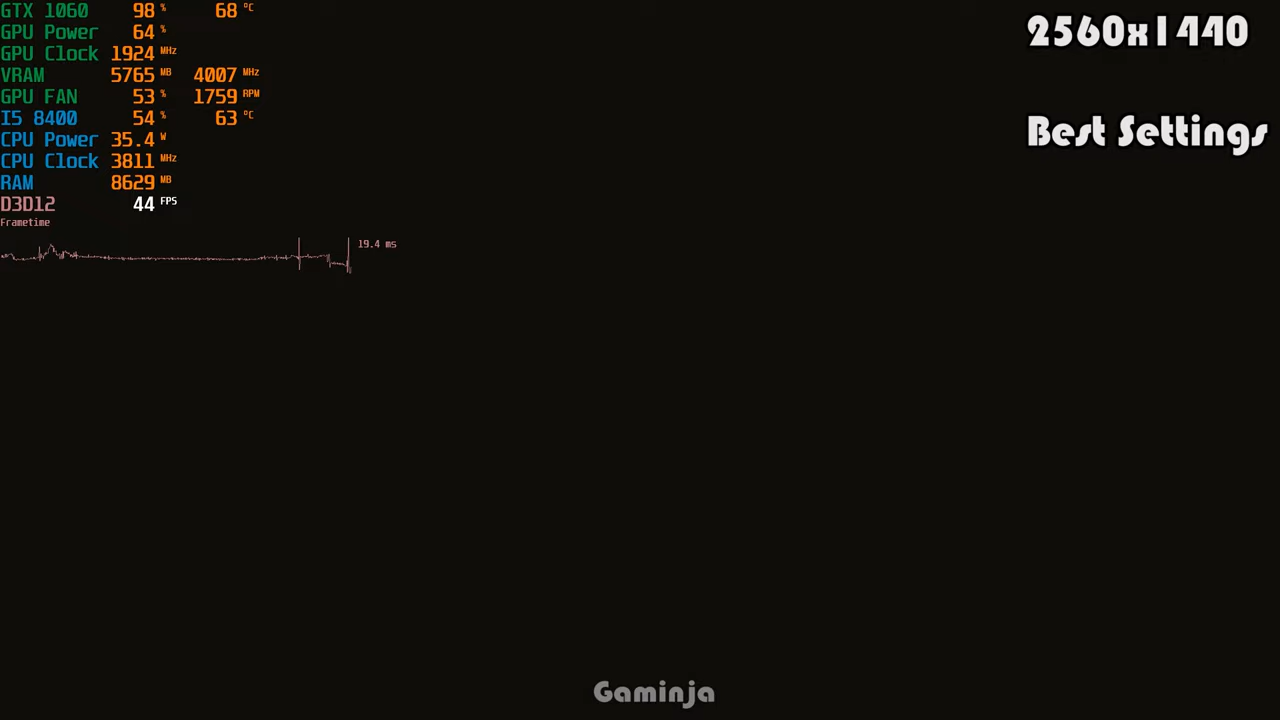 GTX 1060 98 % 68 °C
GPU Power 64 %
GPU Clock 1924 MHz
VRAM 5765 MB 4007 MHz
GPU FAN 53 % 1759 RPM
I5 8400 54 % 63 °C
CPU Power 35.4 W
CPU Clock 3811 MHz
RAM 8629 MB
D3D12 44 FPS
Frametime
19.4 ms
2560x1440
Best Settings
Gaminja